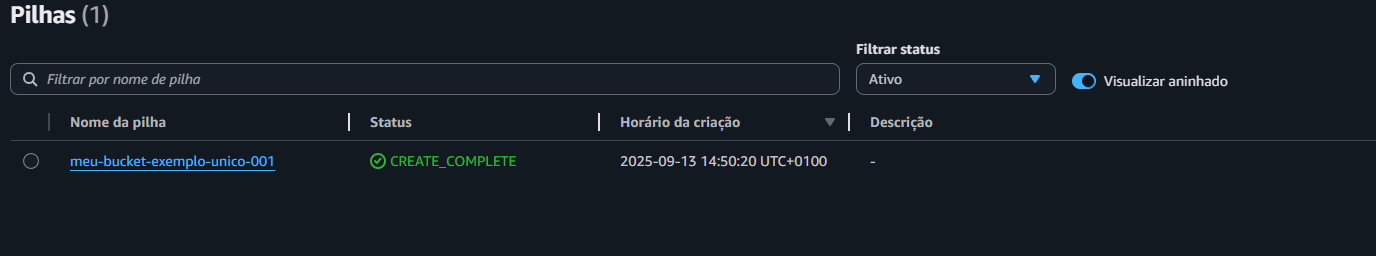 Pilhas (1)
Filtrar status
Filtrar por nome de pilha
Ativo
Visualizar aninhado
Nome da pilha Status Horário da criação Descrição
meu-bucket-exemplo-unico-001 CREATE_COMPLETE 2025-09-13 14:50:20 UTC+0100 -